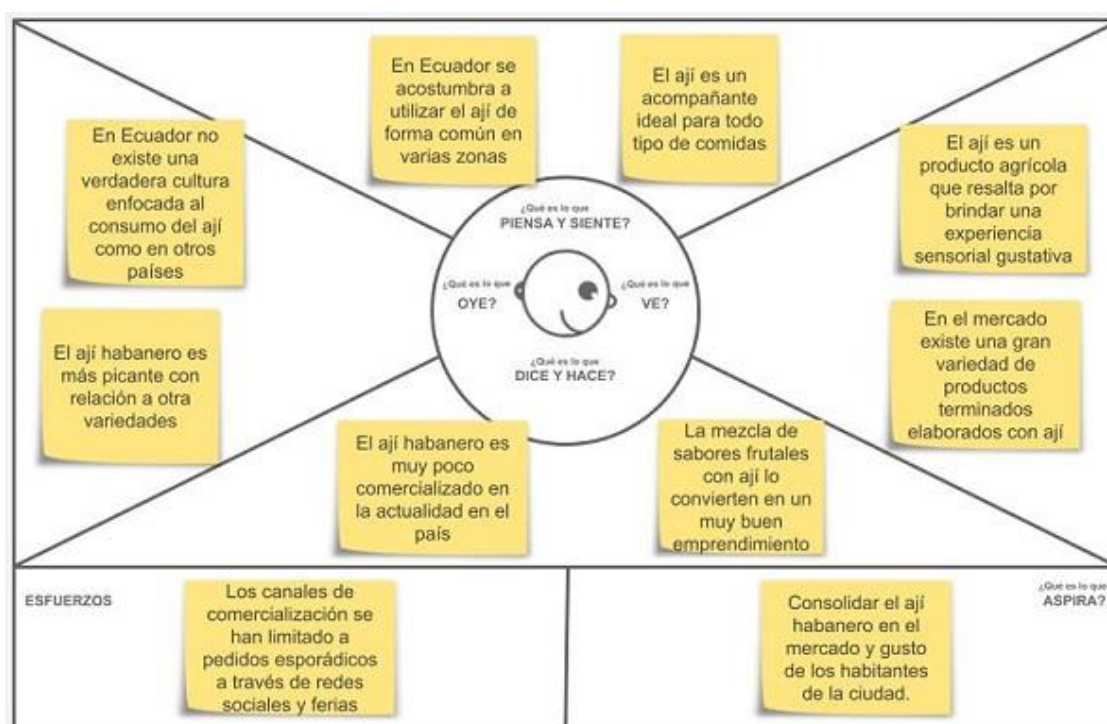 En Ecuador se
acostumbra a
utilizar el ají de
forma común en
varias zonas
El ají es un
acompañante
ideal para todo
tipo de comidas
En Ecuador no
existe una
verdadera cultura
enfocada al
consumo del ají
como en otros
países
El ají es un
producto agrícola
que resalta por
brindar una
experiencia
sensorial gustativa
¿Qué es lo que
PIENSA Y SIENTE?
¿Qué es lo que
OYE?
¿Qué es lo que
VE?
¿Qué es lo que
DICE Y HACE?
El ají habanero es
más picante con
relación a otra
variedades
En el mercado
existe una gran
variedad de
productos
terminados
elaborados con ají
El ají habanero es
muy poco
comercializado en
la actualidad en el
país
La mezcla de
sabores frutales
con ají lo
convierten en un
muy buen
emprendimiento
ESFUERZOS
Los canales de
comercialización se
han limitado a
pedidos esporádicos
a través de redes
sociales y ferias
¿Qué es lo que
ASPIRA?
Consolidar el ají
habanero en el
mercado y gusto
de los habitantes
de la ciudad.